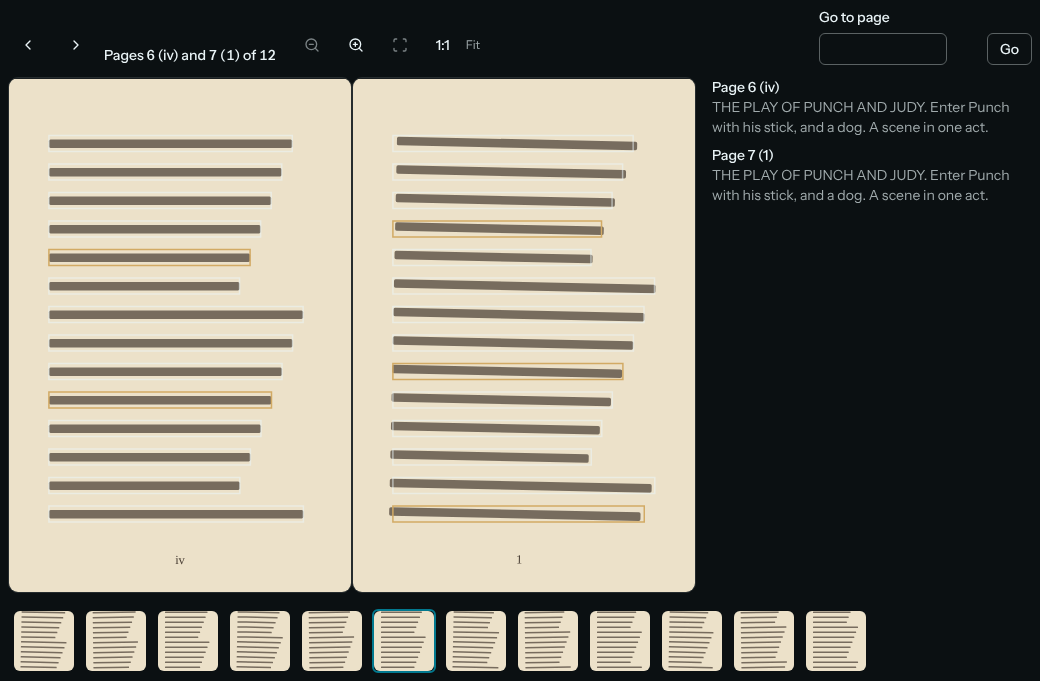 Go to page
Pages 6 (iv) and 7 (1) of 12
1:1
Fit
Go
Page 6 (iv)
THE PLAY OF PUNCH AND JUDY. Enter Punch
with his stick, and a dog. A scene in one act.
Page 7 (1)
THE PLAY OF PUNCH AND JUDY. Enter Punch
with his stick, and a dog. A scene in one act.
iv
1